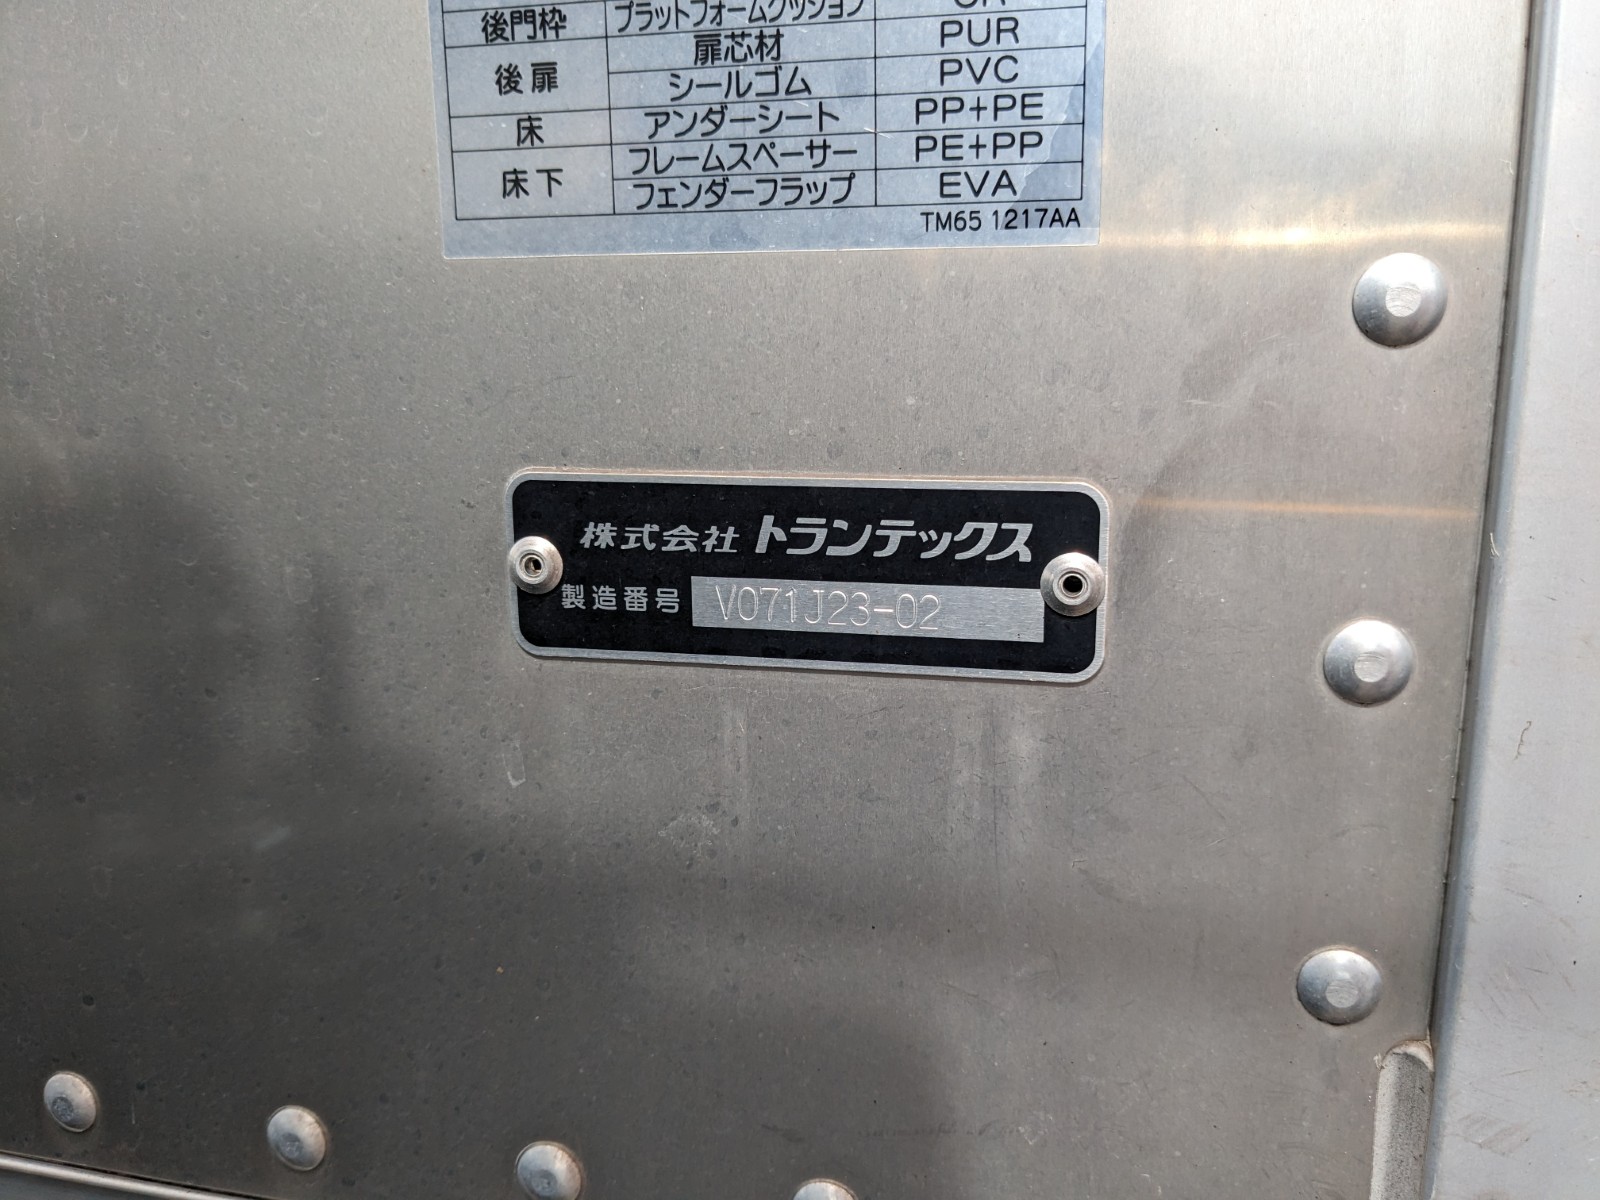 後門枠 プラットフォームクッション
後扉 扉芯材 PUR
シールゴム PVC
床 アンダーシート PP+PE
床下 フレームスペーサー PE+PP
フェンダーフラップ EVA
TM65 1217AA
株式会社 トランテックス
製造番号 V071J23-02